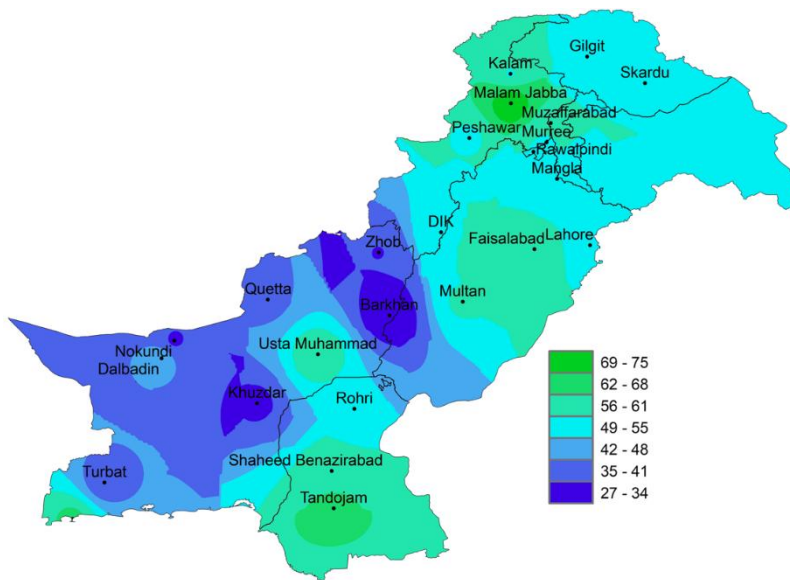 Gilgit
Kalam
Skardu
Malam Jabba
Muzaffarabad
Peshawar
Murree
Rawalpindi
Mangla
DIK
Zhob
Faisalabad
Lahore
Quetta
Multan
Barkhan
Usta Muhammad
Nokundi
Dalbadin
Khuzdar
Rohri
Turbat
Shaheed Benazirabad
Tandojam
69 - 75
62 - 68
56 - 61
49 - 55
42 - 48
35 - 41
27 - 34